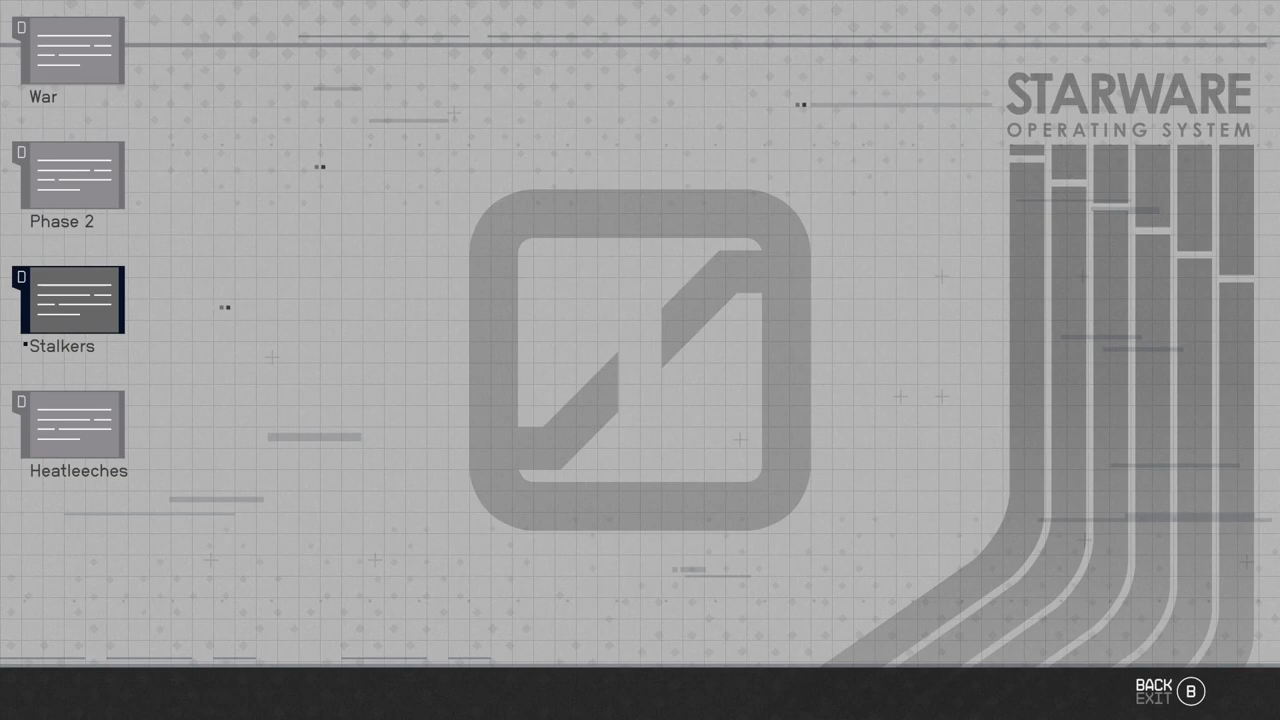 War
Phase 2
Stalkers
Heatleeches
STARWARE
OPERATING SYSTEM
BACK
EXIT
B